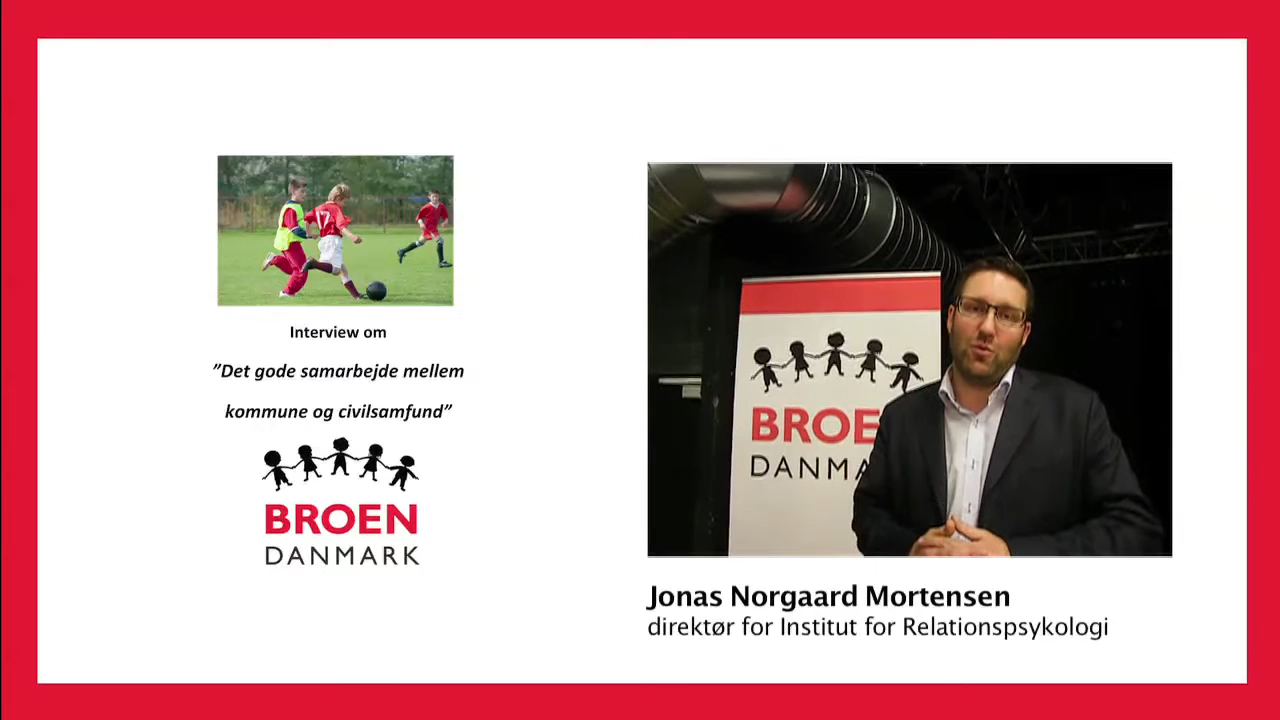 17
Interview om
”Det gode samarbejde mellem
kommune og civilsamfund”
BROEN
DANMARK
BROE
DANMA
Jonas Norgaard Mortensen
direktør for Institut for Relationspsykologi